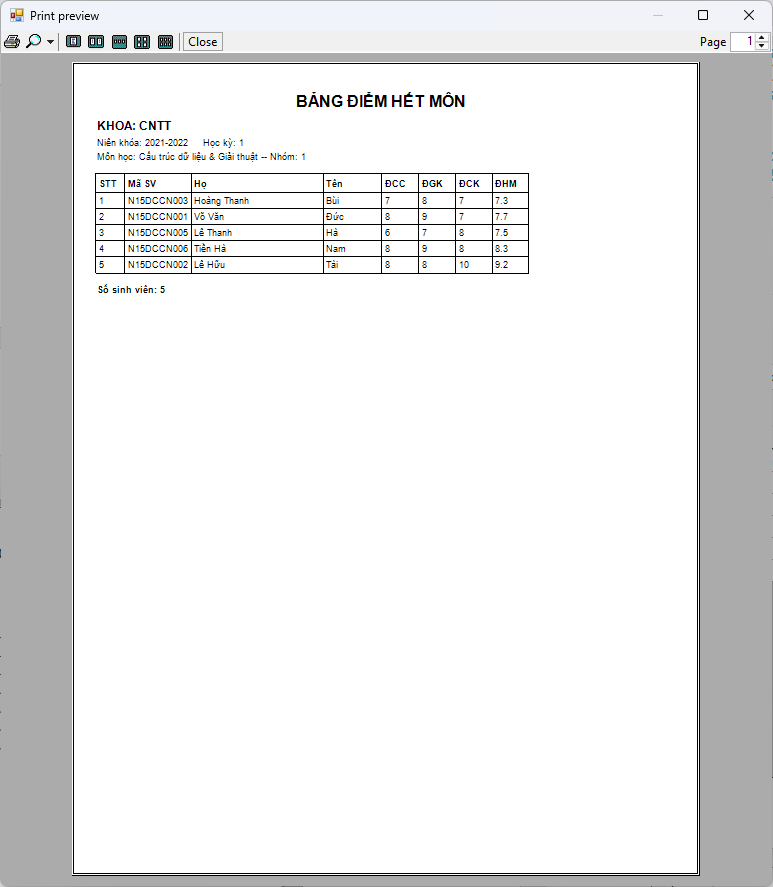 Print preview
Close
Page 1
BẢNG ĐIỂM HẾT MÔN
KHOA: CNTT
Niên khóa: 2021-2022 Học kỳ: 1
Môn học: Cấu trúc dữ liệu & Giải thuật -- Nhóm: 1
STT Mã SV Họ Tên ĐCC ĐGK ĐCK ĐHM
1 N15DCCN003 Hoàng Thanh Bùi 7 8 7 7.3
2 N15DCCN001 Võ Văn Đức 8 9 7 7.7
3 N15DCCN005 Lê Thanh Hà 6 7 8 7.5
4 N15DCCN006 Tiền Hà Nam 8 9 8 8.3
5 N15DCCN002 Lê Hữu Tài 8 8 10 9.2
Số sinh viên: 5